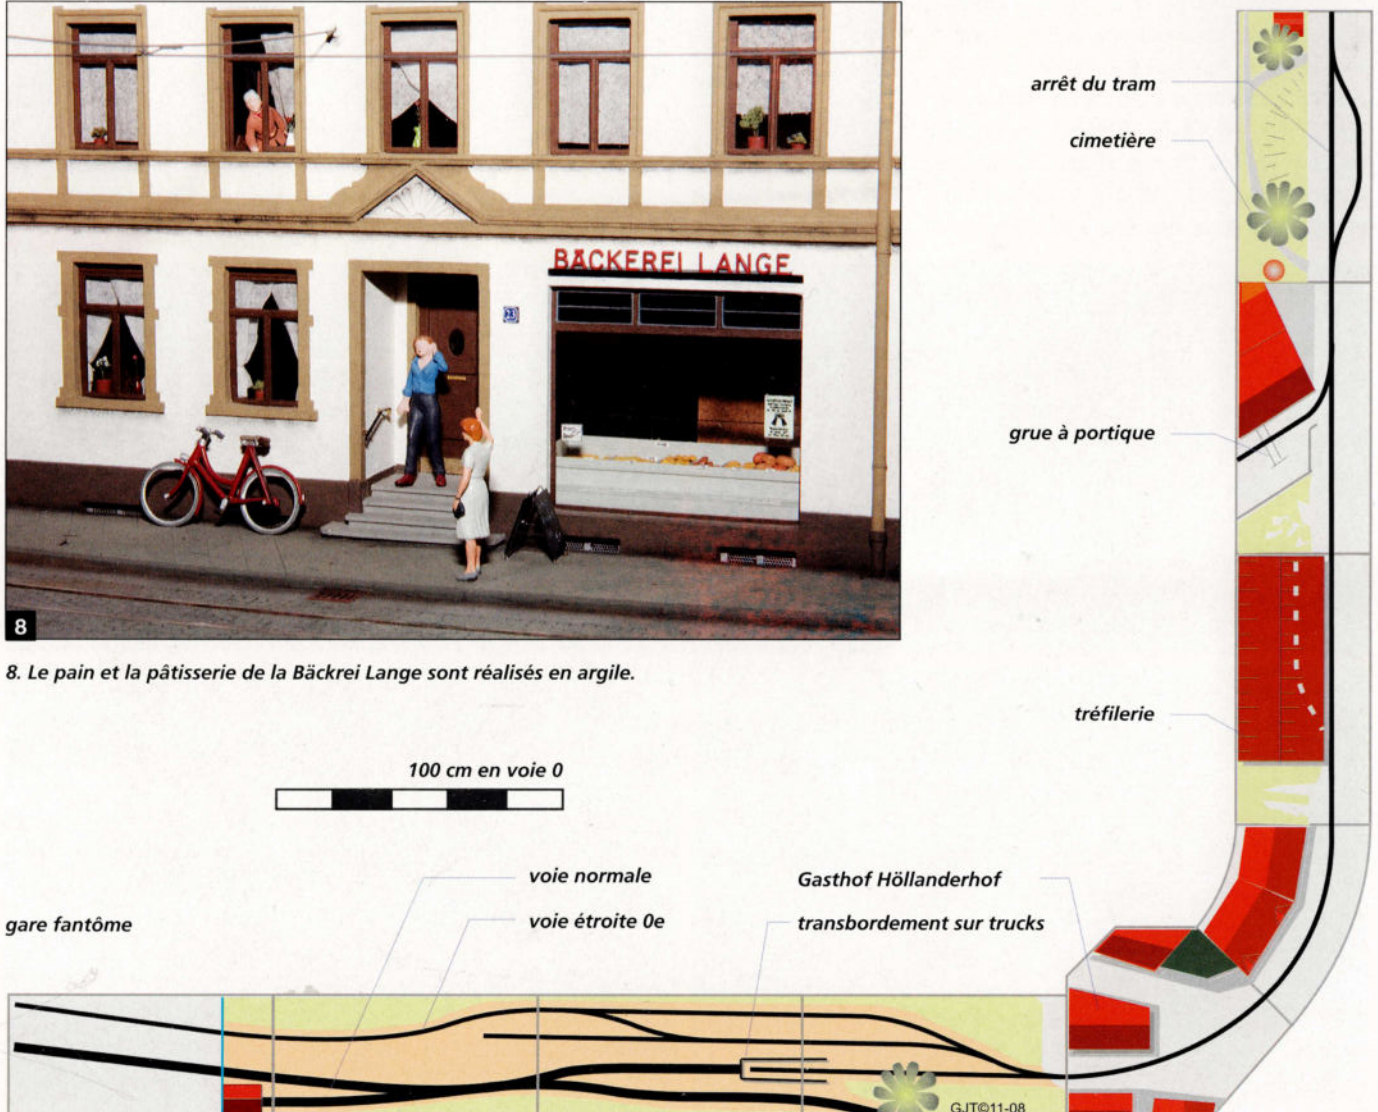 BÄCKEREI LANGE
23
8
8. Le pain et la pâtisserie de la Bäckrei Lange sont réalisés en argile.
100 cm en voie 0
arrêt du tram
cimetière
grue à portique
tréfilerie
voie normale
Gasthof Höllanderhof
gare fantôme
voie étroite 0e
transbordement sur trucks
GJT©11-08